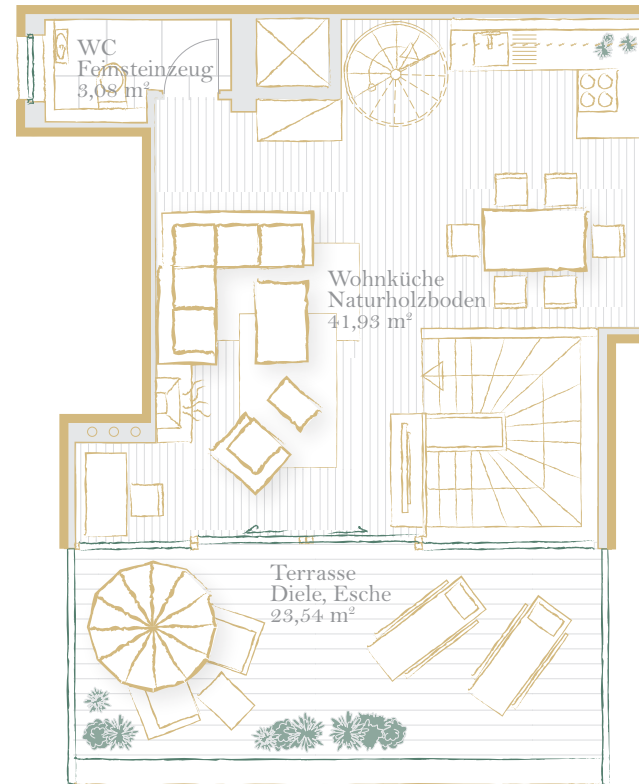 WC
Feinsteinzeug
3,08 m²
Wohnküche
Naturholzboden
41,93 m²
Terrasse
Diele, Esche
23,54 m²